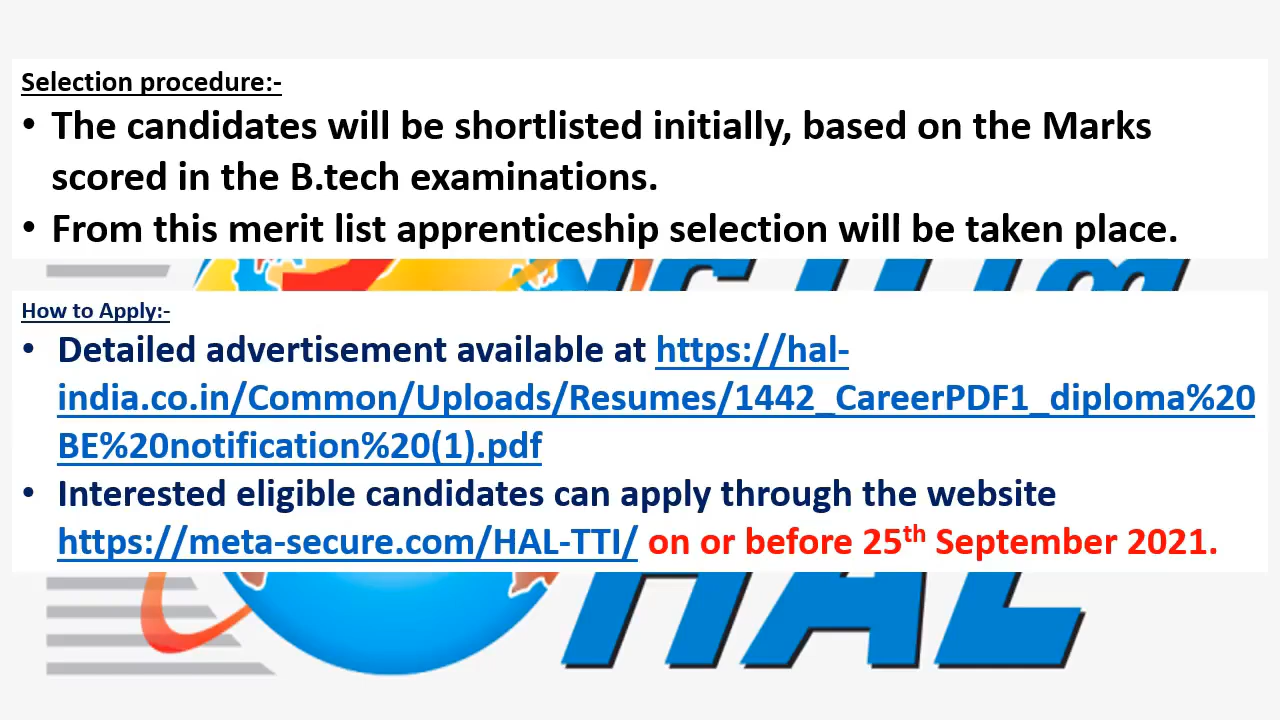 Selection procedure:-
• The candidates will be shortlisted initially, based on the Marks
scored in the B.tech examinations.
• From this merit list apprenticeship selection will be taken place.
How to Apply:-
• Detailed advertisement available at https://hal-
india.co.in/Common/Uploads/Resumes/1442_CareerPDF1_diploma%20
BE%20notification%20(1).pdf
• Interested eligible candidates can apply through the website
https://meta-secure.com/HAL-TTI/ on or before 25th September 2021.
HAL